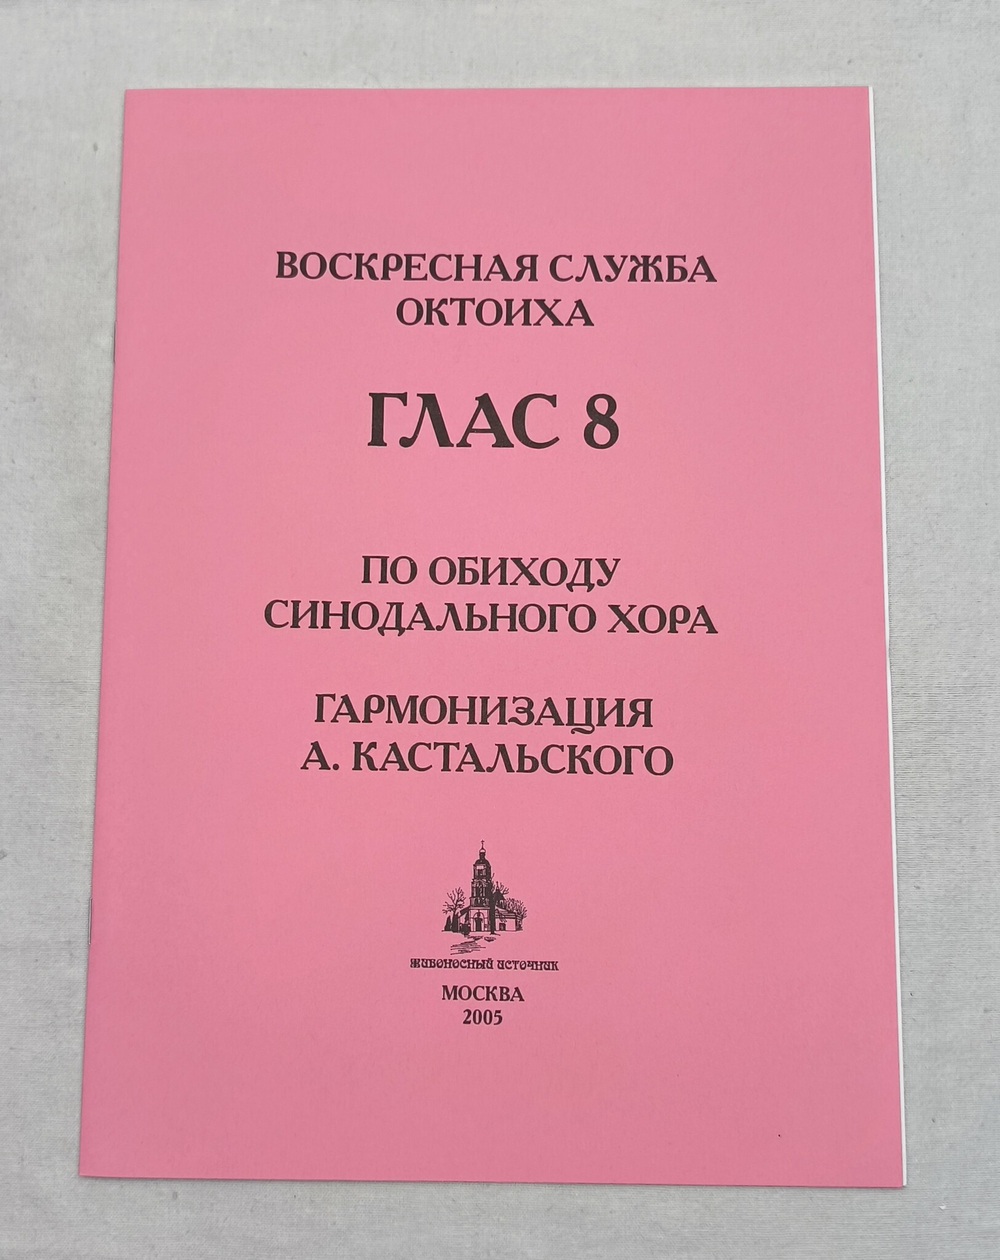 ВОСКРЕСНАЯ СЛУЖБА
ОКТОИХА
ГЛАС 8
ПО ОБИХОДУ
СИНОДАЛЬНОГО ХОРА
ГАРМОНИЗАЦИЯ
А. КАСТАЛЬСКОГО
ЖИВОНОСНЫЙ ИСТОЧНИК
МОСКВА
2005